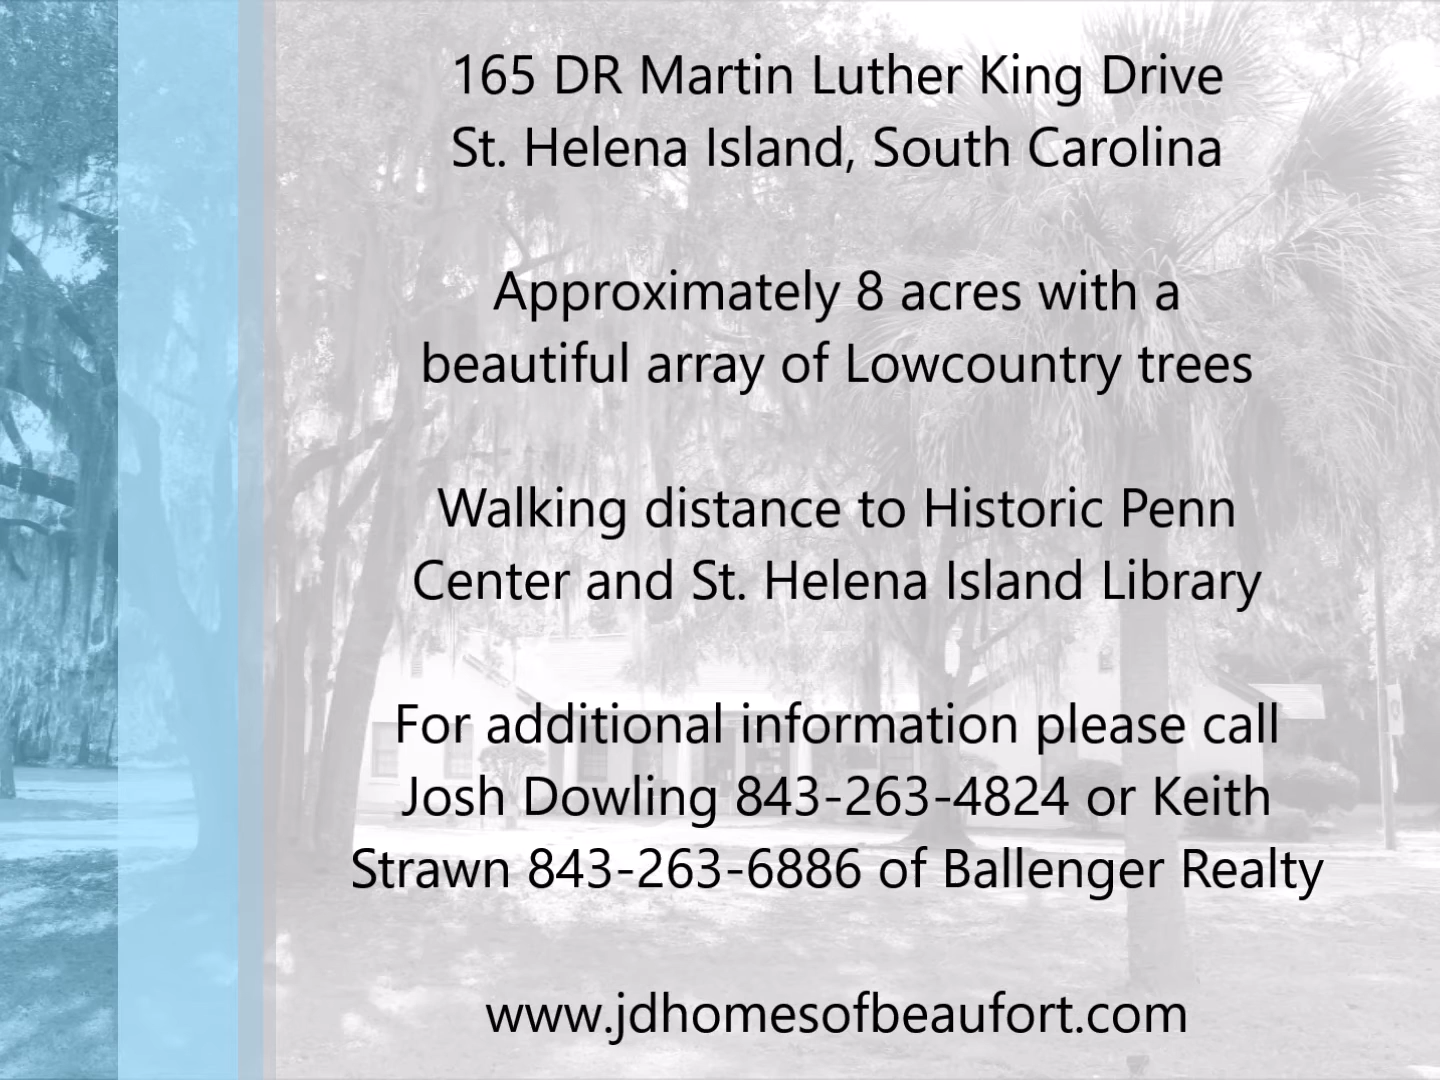 165 DR Martin Luther King Drive
St. Helena Island, South Carolina
Approximately 8 acres with a
beautiful array of Lowcountry trees
Walking distance to Historic Penn
Center and St. Helena Island Library
For additional information please call
Josh Dowling 843-263-4824 or Keith
Strawn 843-263-6886 of Ballenger Realty
www.jdhomesofbeaufort.com